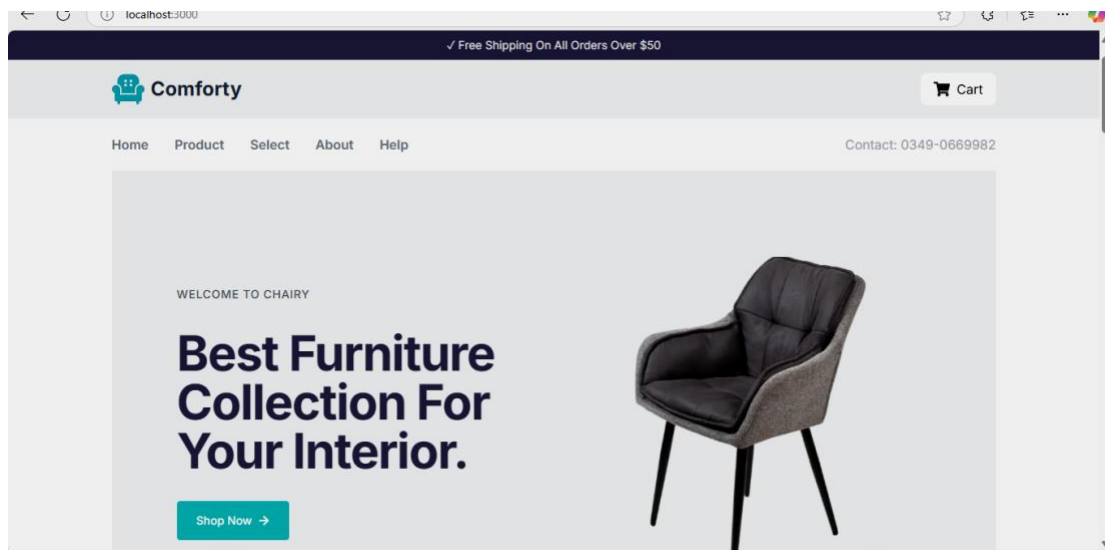 localhost:3000
✓ Free Shipping On All Orders Over $50
Comforty
Cart
Home Product Select About Help
Contact: 0349-0669982
WELCOME TO CHAIRY
Best Furniture
Collection For
Your Interior.
Shop Now →